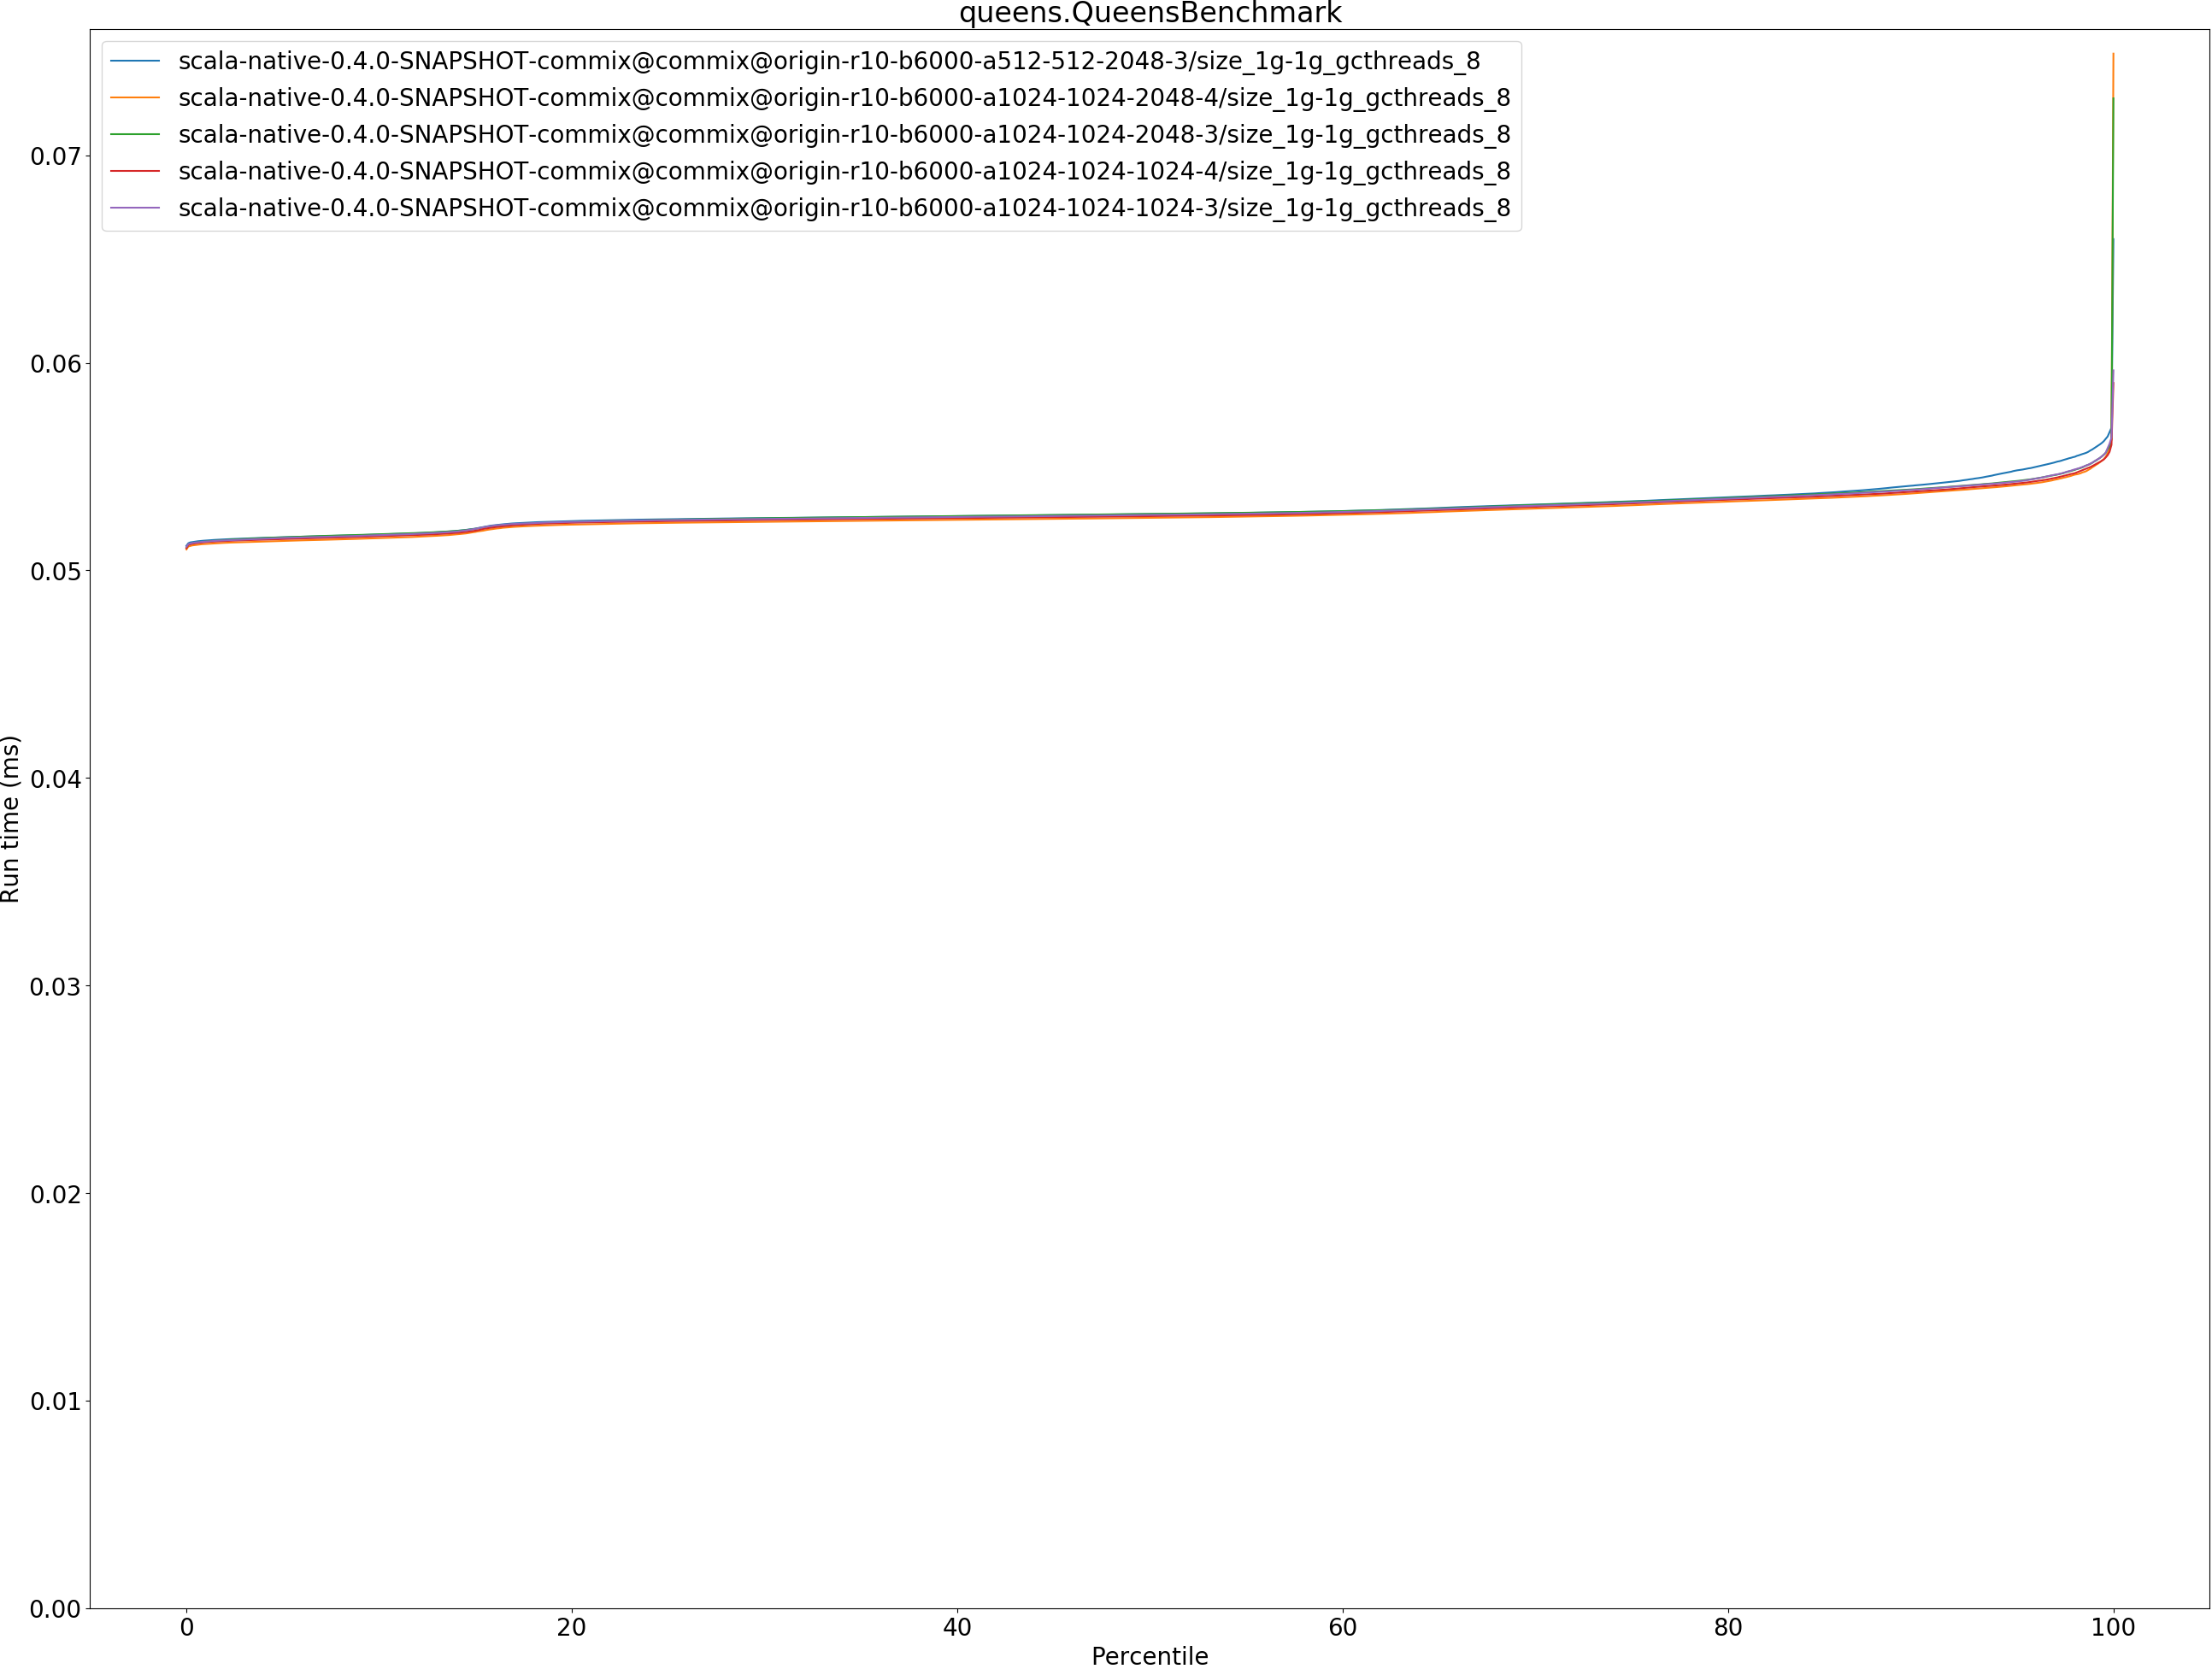 queens.QueensBenchmark
scala-native-0.4.0-SNAPSHOT-commix@commix@origin-r10-b6000-a512-512-2048-3/size_1g-1g_gcthreads_8
scala-native-0.4.0-SNAPSHOT-commix@commix@origin-r10-b6000-a1024-1024-2048-4/size_1g-1g_gcthreads_8
scala-native-0.4.0-SNAPSHOT-commix@commix@origin-r10-b6000-a1024-1024-2048-3/size_1g-1g_gcthreads_8
scala-native-0.4.0-SNAPSHOT-commix@commix@origin-r10-b6000-a1024-1024-1024-4/size_1g-1g_gcthreads_8
scala-native-0.4.0-SNAPSHOT-commix@commix@origin-r10-b6000-a1024-1024-1024-3/size_1g-1g_gcthreads_8
0.07
0.06
0.05
0.04
0.03
0.02
0.01
0.00
Run time (ms)
0 20 40 60 80 100
Percentile